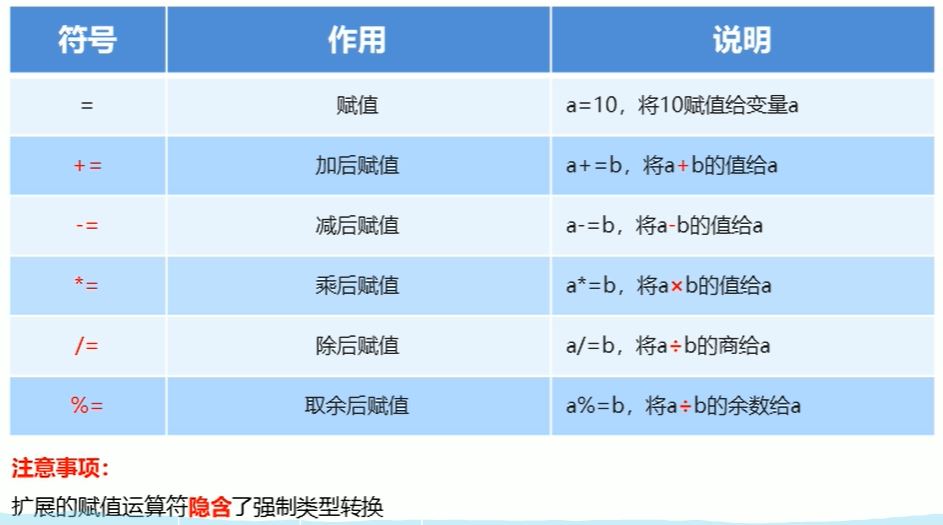 符号 作用 说明
= 赋值 a=10，将10赋值给变量a
+= 加后赋值 a+=b，将a+b的值给a
-= 减后赋值 a-=b，将a-b的值给a
*= 乘后赋值 a*=b，将a×b的值给a
/= 除后赋值 a/=b，将a÷b的商给a
%= 取余后赋值 a%=b，将a÷b的余数给a
注意事项：
扩展的赋值运算符隐含了强制类型转换